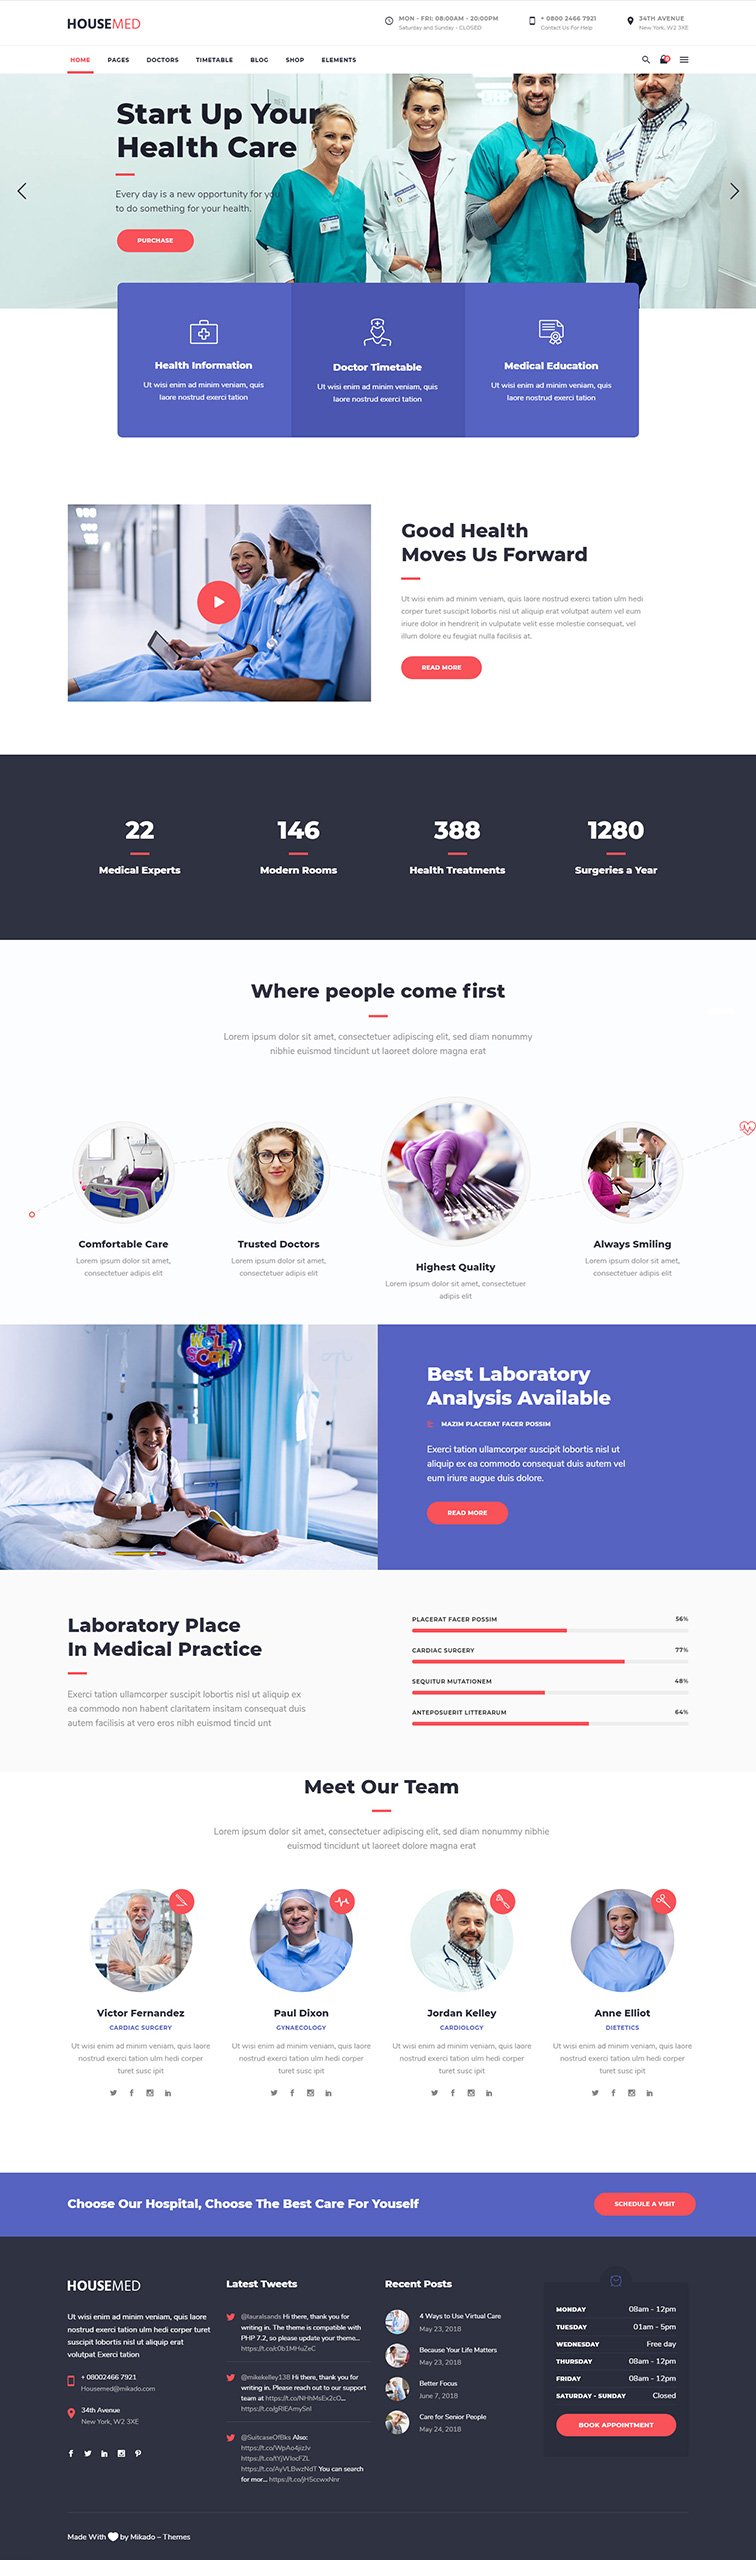 HOUSEMED
MON - FRI: 08:00AM - 20:00PM
Saturday and Sunday - CLOSED
+ 0800 2466 7921
Contact Us For Help
34TH AVENUE
New York, W2 3XE
HOME PAGES DOCTORS TIMETABLE BLOG SHOP ELEMENTS
Start Up Your
Health Care
Every day is a new opportunity for you
to do something for your health.
PURCHASE
Health Information
Ut wisi enim ad minim veniam, quis
laore nostrud exerci tation
Doctor Timetable
Ut wisi enim ad minim veniam, quis
laore nostrud exerci tation
Medical Education
Ut wisi enim ad minim veniam, quis
laore nostrud exerci tation
Good Health
Moves Us Forward
Ut wisi enim ad minim veniam, quis laore nostrud exerci tation ulm hedi
corper turet suscipit lobortis nisl ut aliquip erat volutpat autem vel eum
iriure dolor in hendrerit in vulputate velit esse molestie consequat, vel
illum dolore eu feugiat nulla facilisis at.
READ MORE
22
Medical Experts
146
Modern Rooms
388
Health Treatments
1280
Surgeries a Year
Where people come first
Lorem ipsum dolor sit amet, consectetuer adipiscing elit, sed diam nonummy
nibhie euismod tincidunt ut laoreet dolore magna erat
Comfortable Care
Lorem ipsum dolor sit amet,
consectetuer adipis elit
Trusted Doctors
Lorem ipsum dolor sit amet,
consectetuer adipis elit
Highest Quality
Lorem ipsum dolor sit amet, consectetuer
adipis elit
Always Smiling
Lorem ipsum dolor sit amet,
consectetuer adipis elit
Get
Well
SOON
Best Laboratory
Analysis Available
MAZIM PLACERAT FACER POSSIM
Exerci tation ullamcorper suscipit lobortis nisl ut
aliquip ex ea commodo consequat duis autem vel
eum iriure augue duis dolore.
READ MORE
Laboratory Place
In Medical Practice
Exerci tation ullamcorper suscipit lobortis nisl ut aliquip ex
ea commodo non habent claritatem insitam consequat duis
autem facilisis at vero eros nibh euismod tincid unt
PLACERAT FACER POSSIM 56%
CARDIAC SURGERY 77%
SEQUITUR MUTATIONEM 48%
ANTEPOSUERIT LITTERARUM 64%
Meet Our Team
Lorem ipsum dolor sit amet, consectetuer adipiscing elit, sed diam nonummy nibhie
euismod tincidunt ut laoreet dolore magna erat
Victor Fernandez
CARDIAC SURGERY
Ut wisi enim ad minim veniam, quis laore
nostrud exerci tation ulm hedi corper
turet susc ipit
Paul Dixon
GYNAECOLOGY
Ut wisi enim ad minim veniam, quis laore
nostrud exerci tation ulm hedi corper
turet susc ipit
Jordan Kelley
CARDIOLOGY
Ut wisi enim ad minim veniam, quis laore
nostrud exerci tation ulm hedi corper
turet susc ipit
Anne Elliot
DIETETICS
Ut wisi enim ad minim veniam, quis laore
nostrud exerci tation ulm hedi corper
turet susc ipit
Choose Our Hospital, Choose The Best Care For Youself
SCHEDULE A VISIT
HOUSEMED
Ut wisi enim ad minim veniam, quis laore
nostrud exerci tation ulm hedi corper turet
suscipit lobortis nisl ut aliquip erat
volutpat Exerci tation
+ 08002466 7921
Housemed@mikado.com
34th Avenue
New York, W2 3XE
Latest Tweets
@lauralsands Hi there, thank you for
writing in. The theme is compatible with
PHP 7.2, so please update your theme...
https://t.co/c0b1MHoZeC
@mikekelley138 Hi there, thank you for
writing in. Please reach out to our support
team at https://t.co/NHhMsEx2cO...
https://t.co/gRlEAmySnl
@SuitcaseOfBks Also:
https://t.co/WpAo4jizJv
https://t.co/tYjWlocFZL
https://t.co/AyVLBwzNdT You can search
for mor... https://t.co/jHSccwxNnr
Recent Posts
4 Ways to Use Virtual Care
May 23, 2018
Because Your Life Matters
May 23, 2018
Better Focus
June 7, 2018
Care for Senior People
May 24, 2018
MONDAY 08am - 12pm
TUESDAY 01am - 5pm
WEDNESDAY Free day
THURSDAY 08am - 12pm
FRIDAY 08am - 12pm
SATURDAY - SUNDAY Closed
BOOK APPOINTMENT
Made With by Mikado – Themes